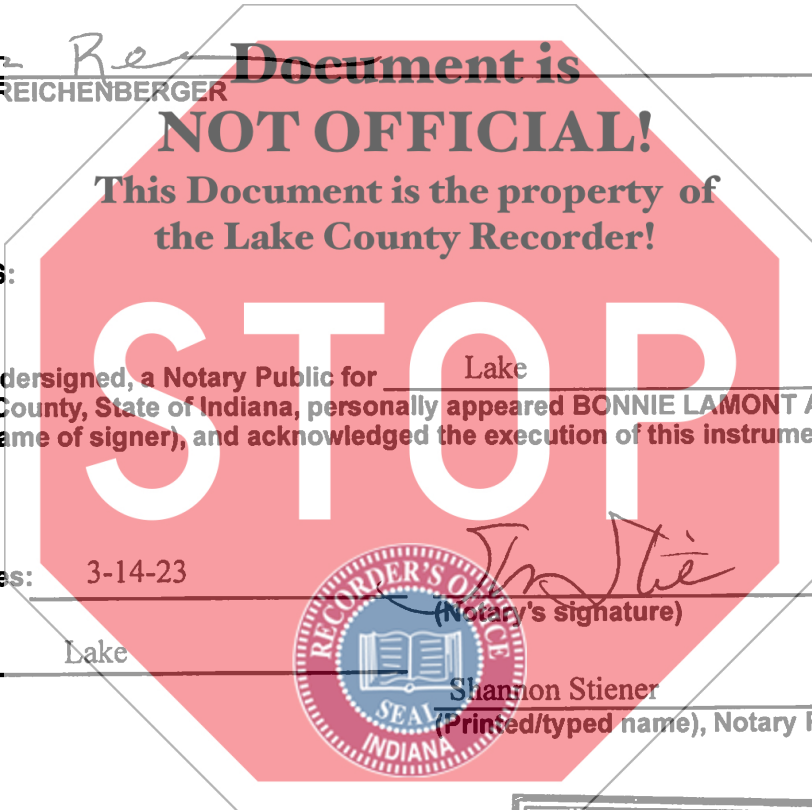 Document is
REICHENBERGER
NOT OFFICIAL!
This Document is the property of
the Lake County Recorder!
s:
STOP
dersigned, a Notary Public for Lake
County, State of Indiana, personally appeared BONNIE LAMONT A
ame of signer), and acknowledged the execution of this instrume
es: 3-14-23
(Notary's signature)
Lake
RECORDER'S OFFICE
SEAL
INDIANA
Shannon Stiener
(Printed/typed name), Notary P